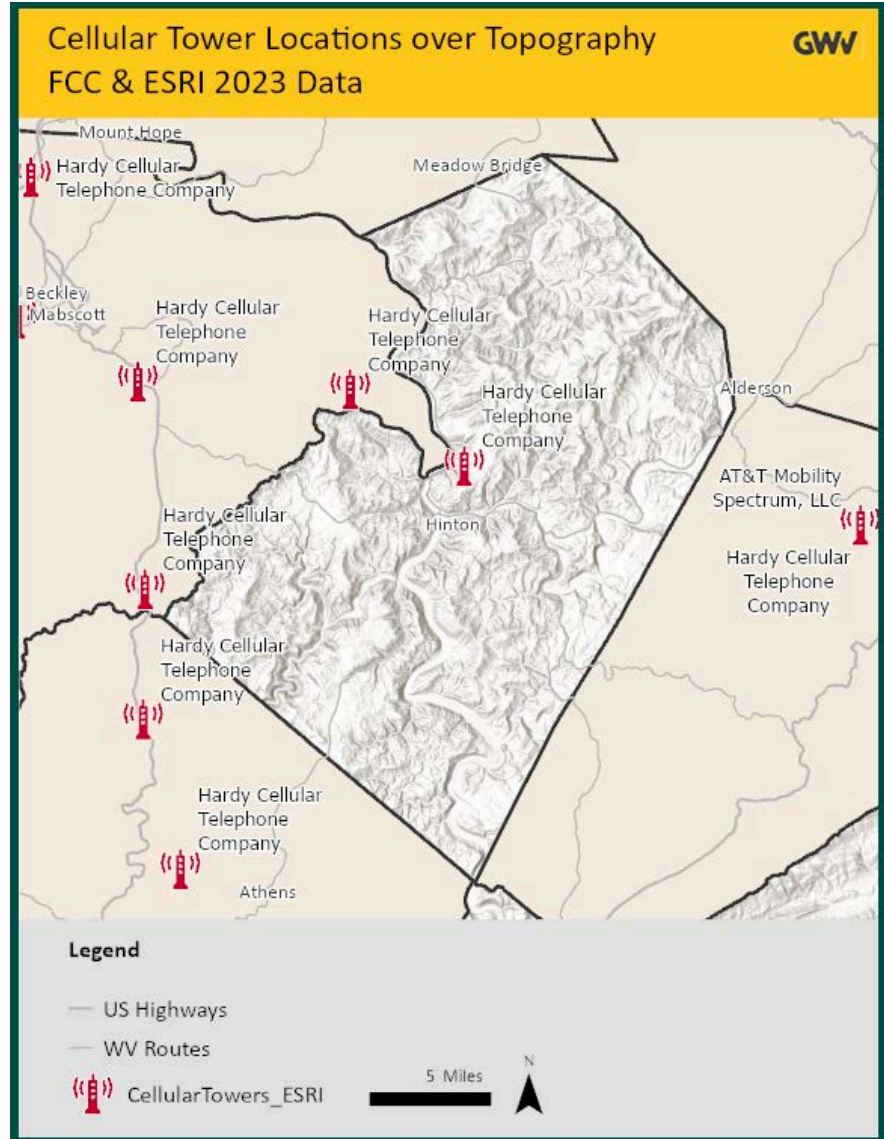 Cellular Tower Locations over Topography
FCC & ESRI 2023 Data
GWV
Mount Hope
Hardy Cellular
Telephone Company
Meadow Bridge
Beckley
Mabscott
Hardy Cellular
Telephone
Company
Hardy Cellular
Telephone
Company
Hardy Cellular
Telephone
Company
Alderson
AT&T Mobility
Spectrum, LLC
Hardy Cellular
Telephone
Company
Hinton
Hardy Cellular
Telephone
Company
Hardy Cellular
Telephone
Company
Hardy Cellular
Telephone
Company
Athens
Legend
US Highways
WV Routes
CellularTowers_ESRI
5 Miles
N